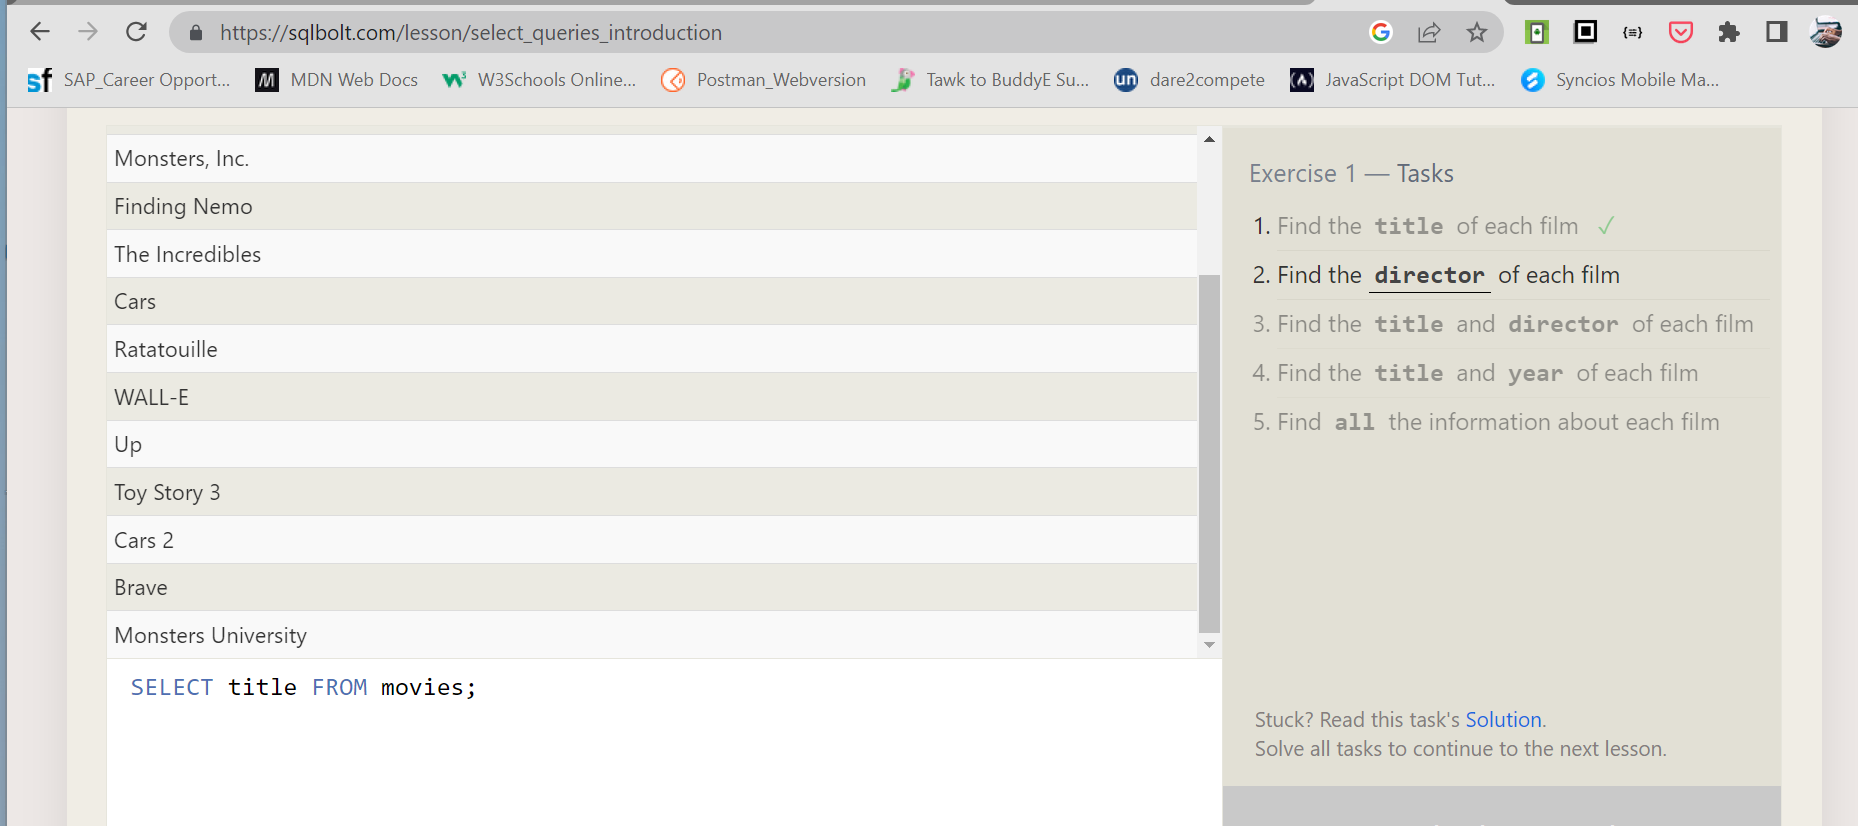 https://sqlbolt.com/lesson/select_queries_introduction
SAP_Career Opport...
MDN Web Docs
W3Schools Online...
Postman_Webversion
Tawk to BuddyE Su...
un
dare2compete
JavaScript DOM Tut...
Syncios Mobile Ma...
Monsters, Inc.
Finding Nemo
The Incredibles
Cars
Ratatouille
WALL-E
Up
Toy Story 3
Cars 2
Brave
Monsters University
SELECT title FROM movies;
Exercise 1 — Tasks
1. Find the title of each film ✓
2. Find the director of each film
3. Find the title and director of each film
4. Find the title and year of each film
5. Find all the information about each film
Stuck? Read this task's Solution.
Solve all tasks to continue to the next lesson.